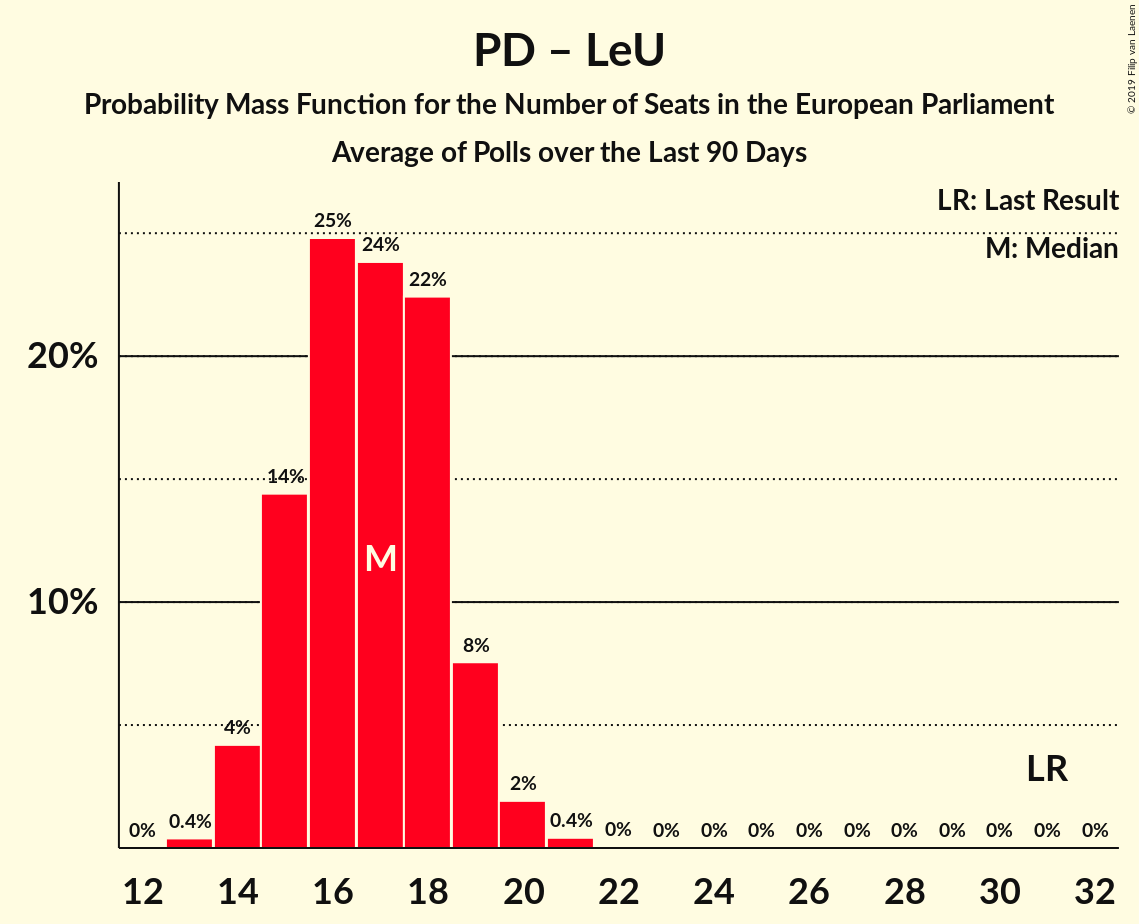 PD – LeU
Probability Mass Function for the Number of Seats in the European Parliament
Average of Polls over the Last 90 Days
© 2019 Filip van Laenen
LR: Last Result
M: Median
25%
24%
22%
20%
14%
M
10%
8%
4%
LR
2%
0% 0.4% 0.4% 0% 0% 0% 0% 0% 0% 0% 0% 0% 0% 0%
12 14 16 18 20 22 24 26 28 30 32